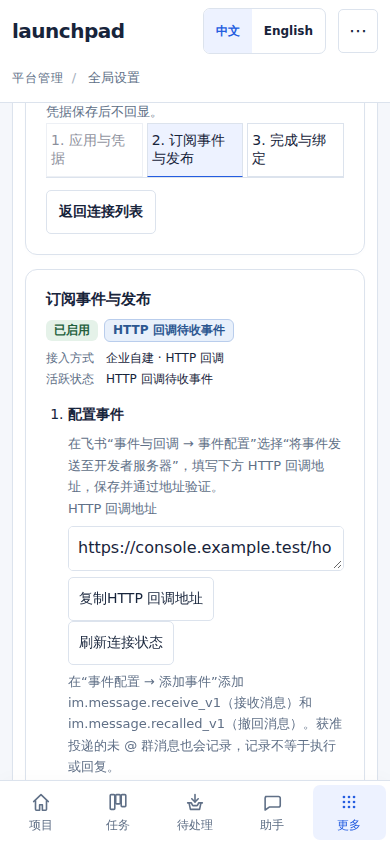 launchpad
中文
English
平台管理 / 全局设置
凭据保存后不回显。
1. 应用与凭
据
2. 订阅事件
与发布
3. 完成与绑
定
返回连接列表
订阅事件与发布
已启用
HTTP 回调待收事件
接入方式 企业自建 · HTTP 回调
活跃状态 HTTP 回调待收事件
1. 配置事件
在飞书“事件与回调 → 事件配置”选择“将事件发
送至开发者服务器”，填写下方 HTTP 回调地
址，保存并通过地址验证。
HTTP 回调地址
https://console.example.test/ho
复制HTTP 回调地址
刷新连接状态
在“事件配置 → 添加事件”添加
im.message.receive_v1（接收消息）和
im.message.recalled_v1（撤回消息）。获准
投递的未 @ 群消息也会记录，记录不等于执行
或回复。
项目
任务
待处理
助手
更多